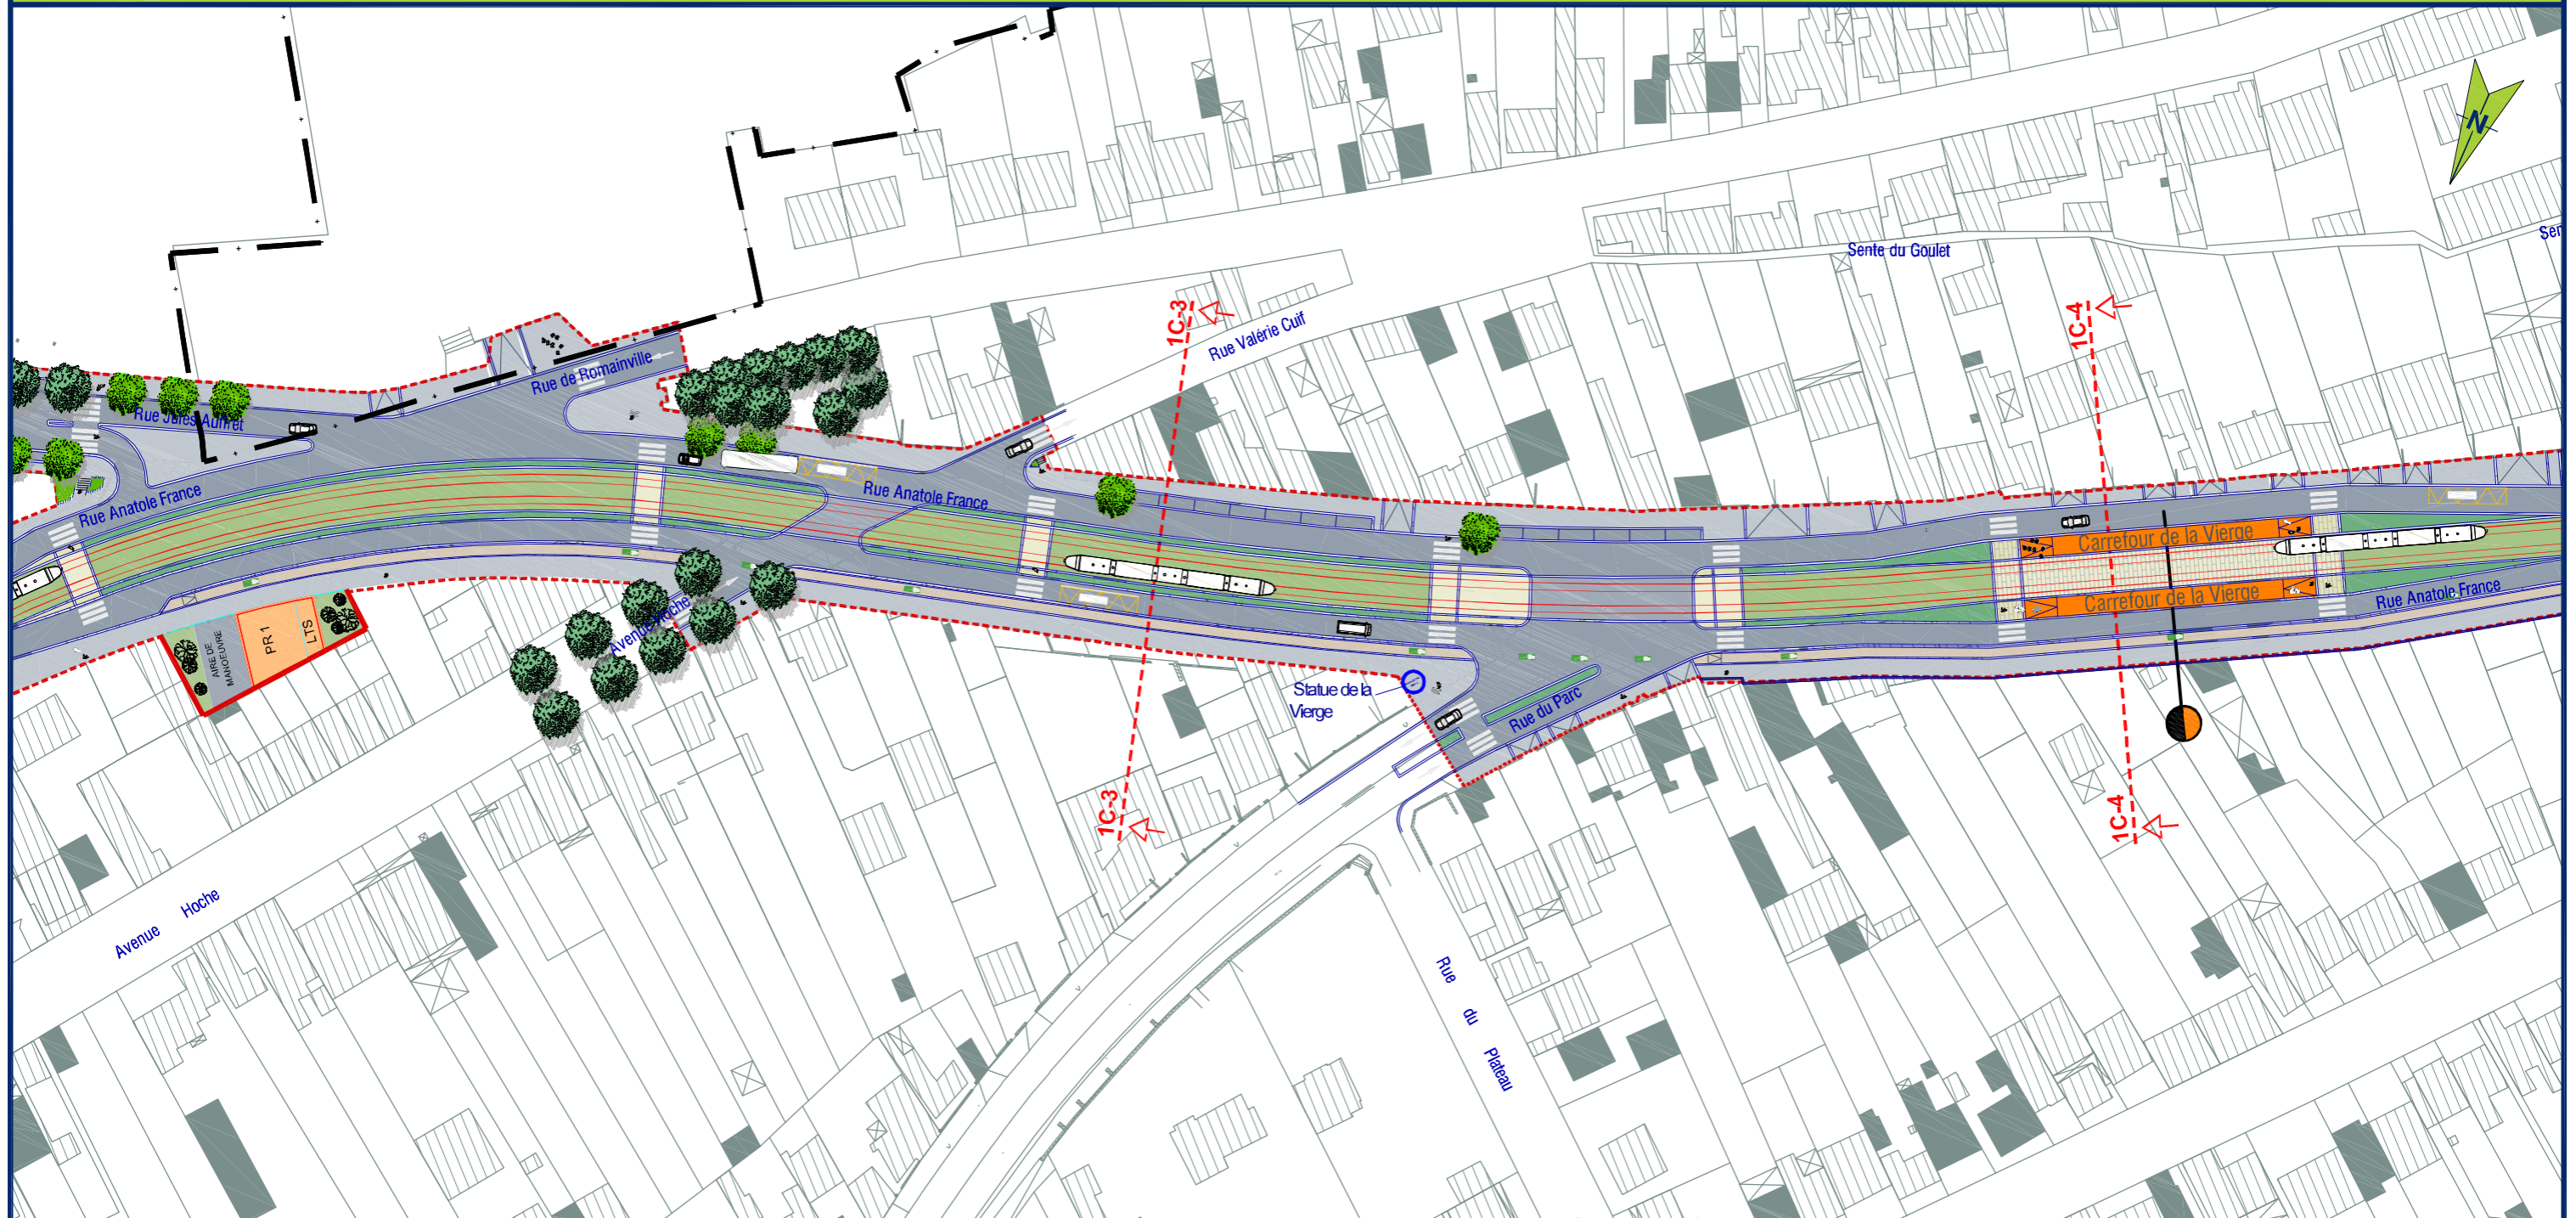 N
Sente du Goulet
Sen
1C-3
Rue Valérie Cuif
1C-4
Rue de Romainville
Rue Jules Auffret
Rue Anatole France
Rue Anatole France
Carrefour de la Vierge
Carrefour de la Vierge
Rue Anatole France
Avenue Hoche
AIRE DE
MANOEUVRE
PR 1
LTS
Statue de la
Vierge
Rue du Parc
1C-3
1C-4
Avenue Hoche
Rue du Plateau